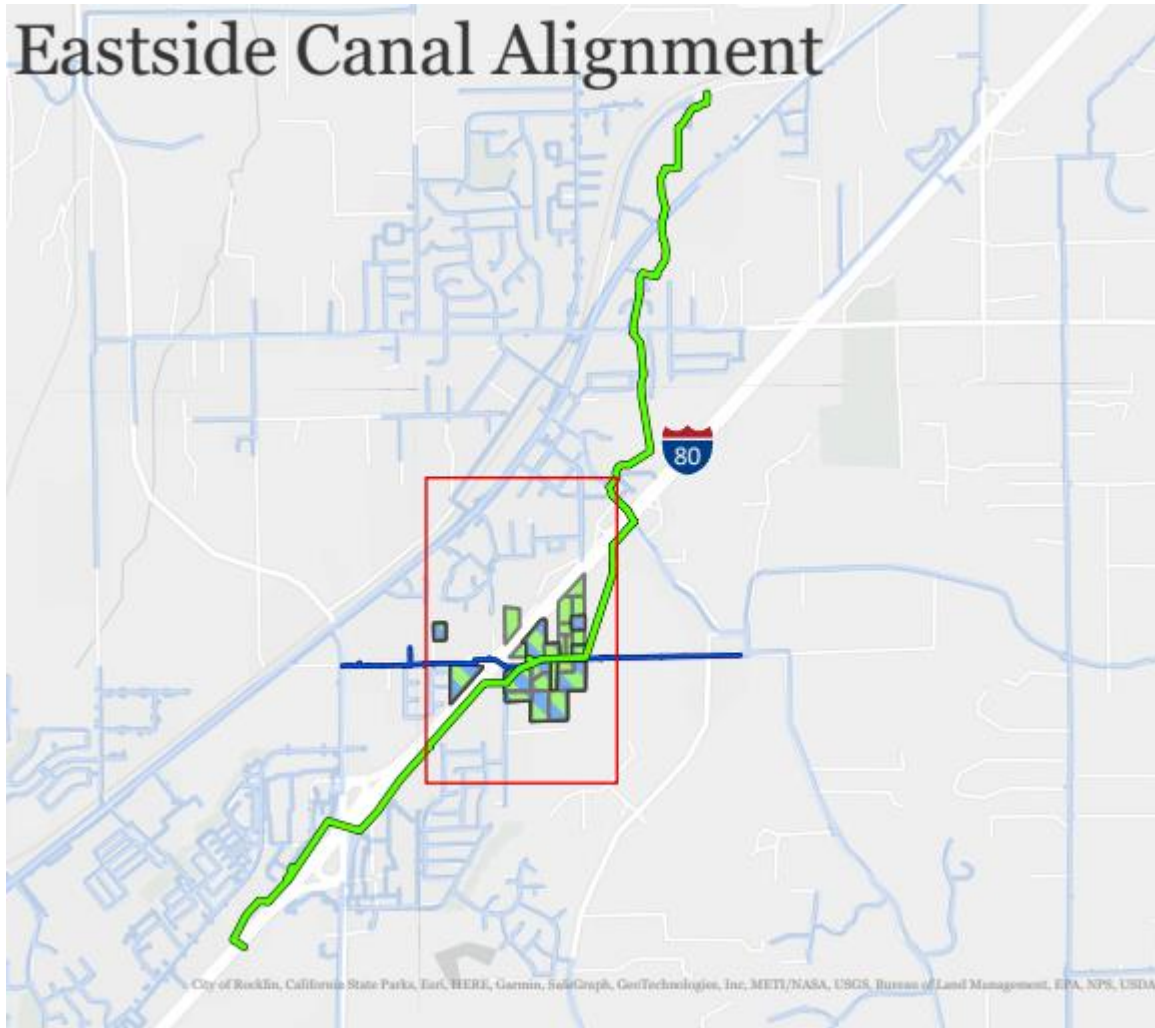 Eastside Canal Alignment
80
City of Rocklin, California State Parks, Esri, HERE, Garmin, SafeGraph, GeoTechnologies, Inc, METI/NASA, USGS, Bureau of Land Management, EPA, NPS, USDA